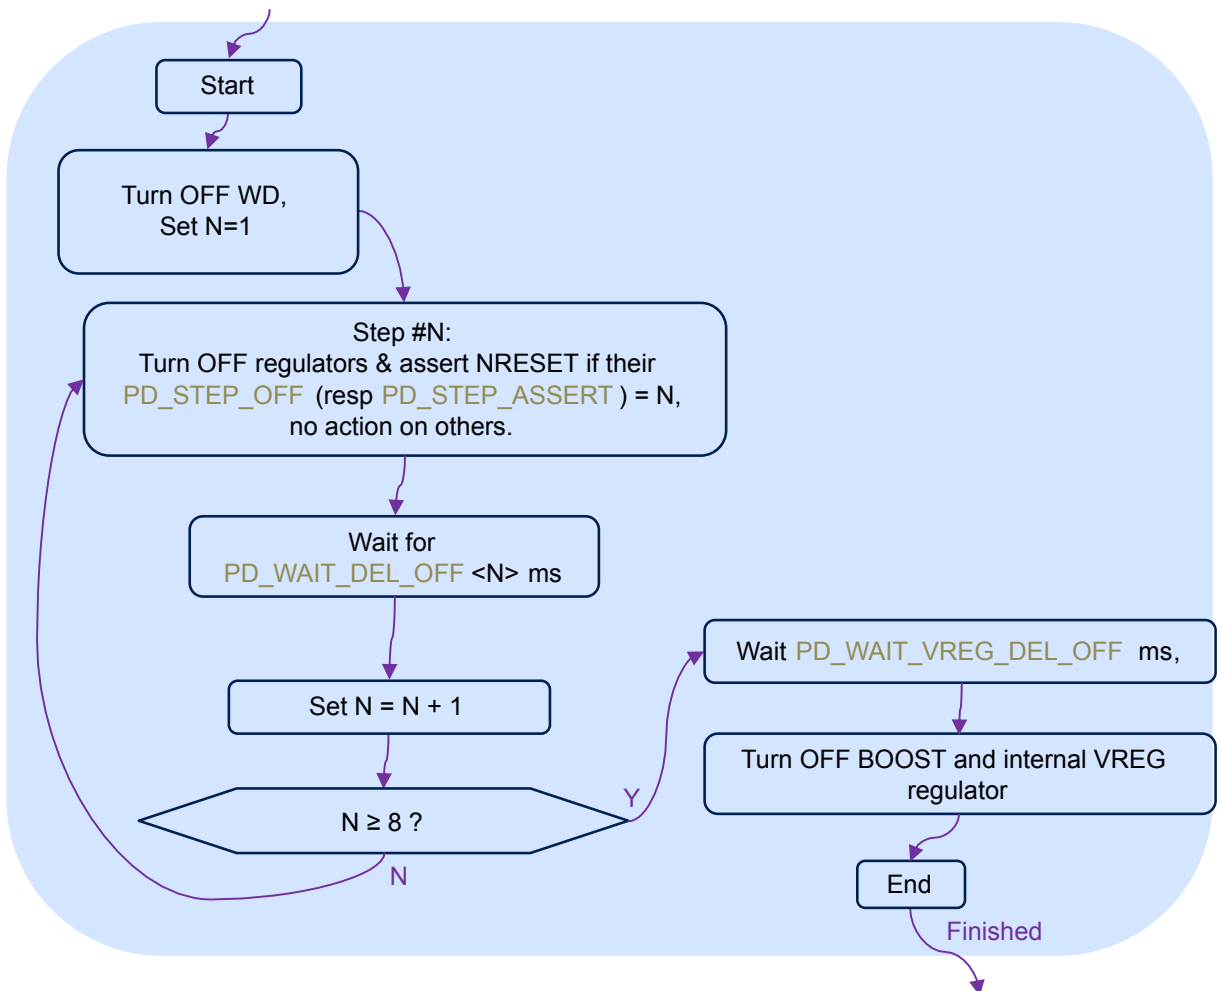 Start
Turn OFF WD,
Set N=1
Step #N:
Turn OFF regulators & assert NRESET if their
PD_STEP_OFF (resp PD_STEP_ASSERT ) = N,
no action on others.
Wait for
PD_WAIT_DEL_OFF <N> ms
Set N = N + 1
N ≥ 8 ?
Y
N
Wait PD_WAIT_VREG_DEL_OFF ms,
Turn OFF BOOST and internal VREG
regulator
End
Finished